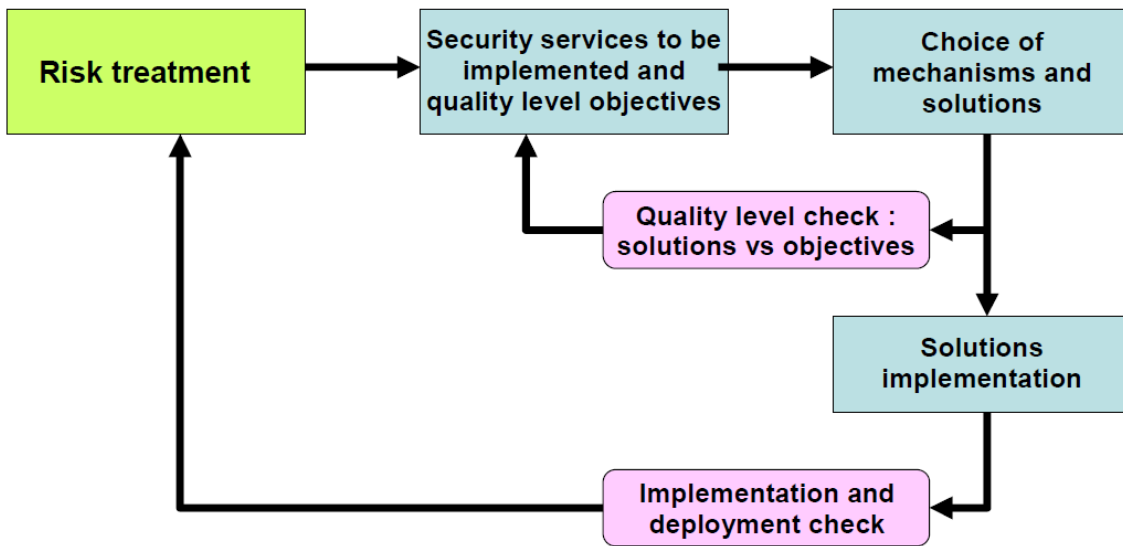 Risk treatment
Security services to be
implemented and
quality level objectives
Choice of
mechanisms and
solutions
Quality level check :
solutions vs objectives
Solutions
implementation
Implementation and
deployment check